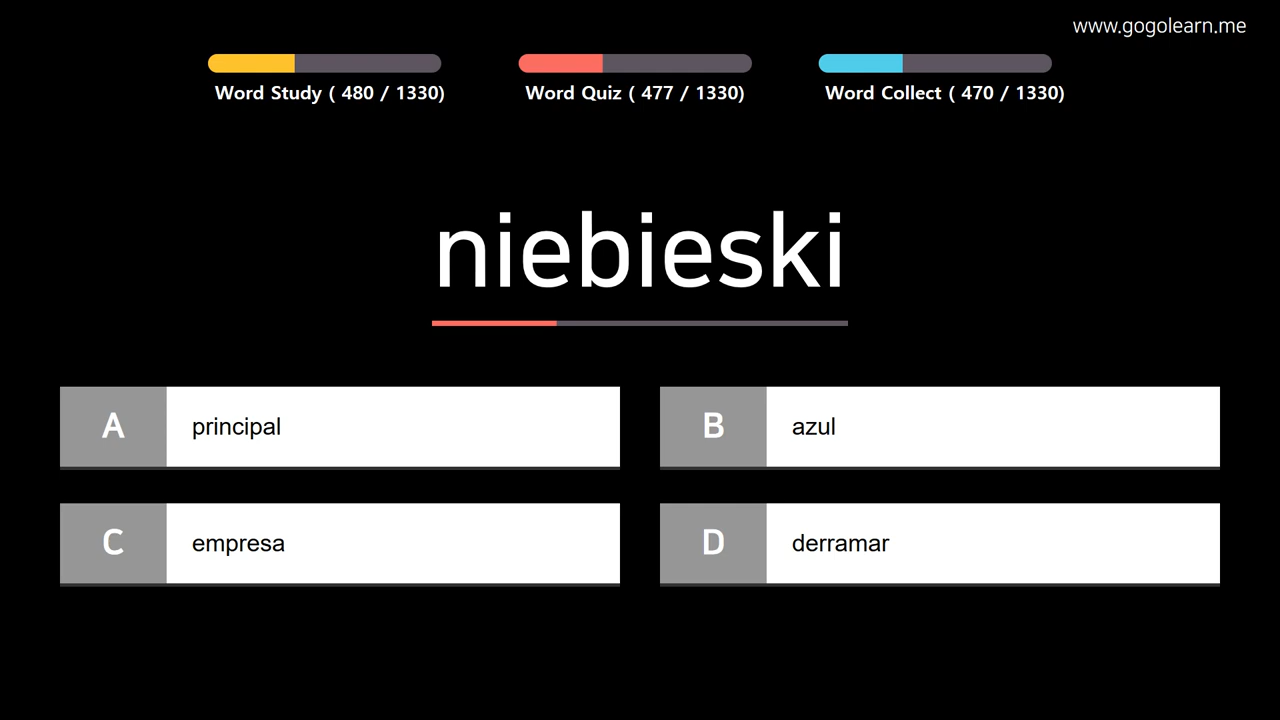 www.gogolearn.me
Word Study ( 480 / 1330)
Word Quiz ( 477 / 1330)
Word Collect ( 470 / 1330)
niebieski
A principal
B azul
C empresa
D derramar